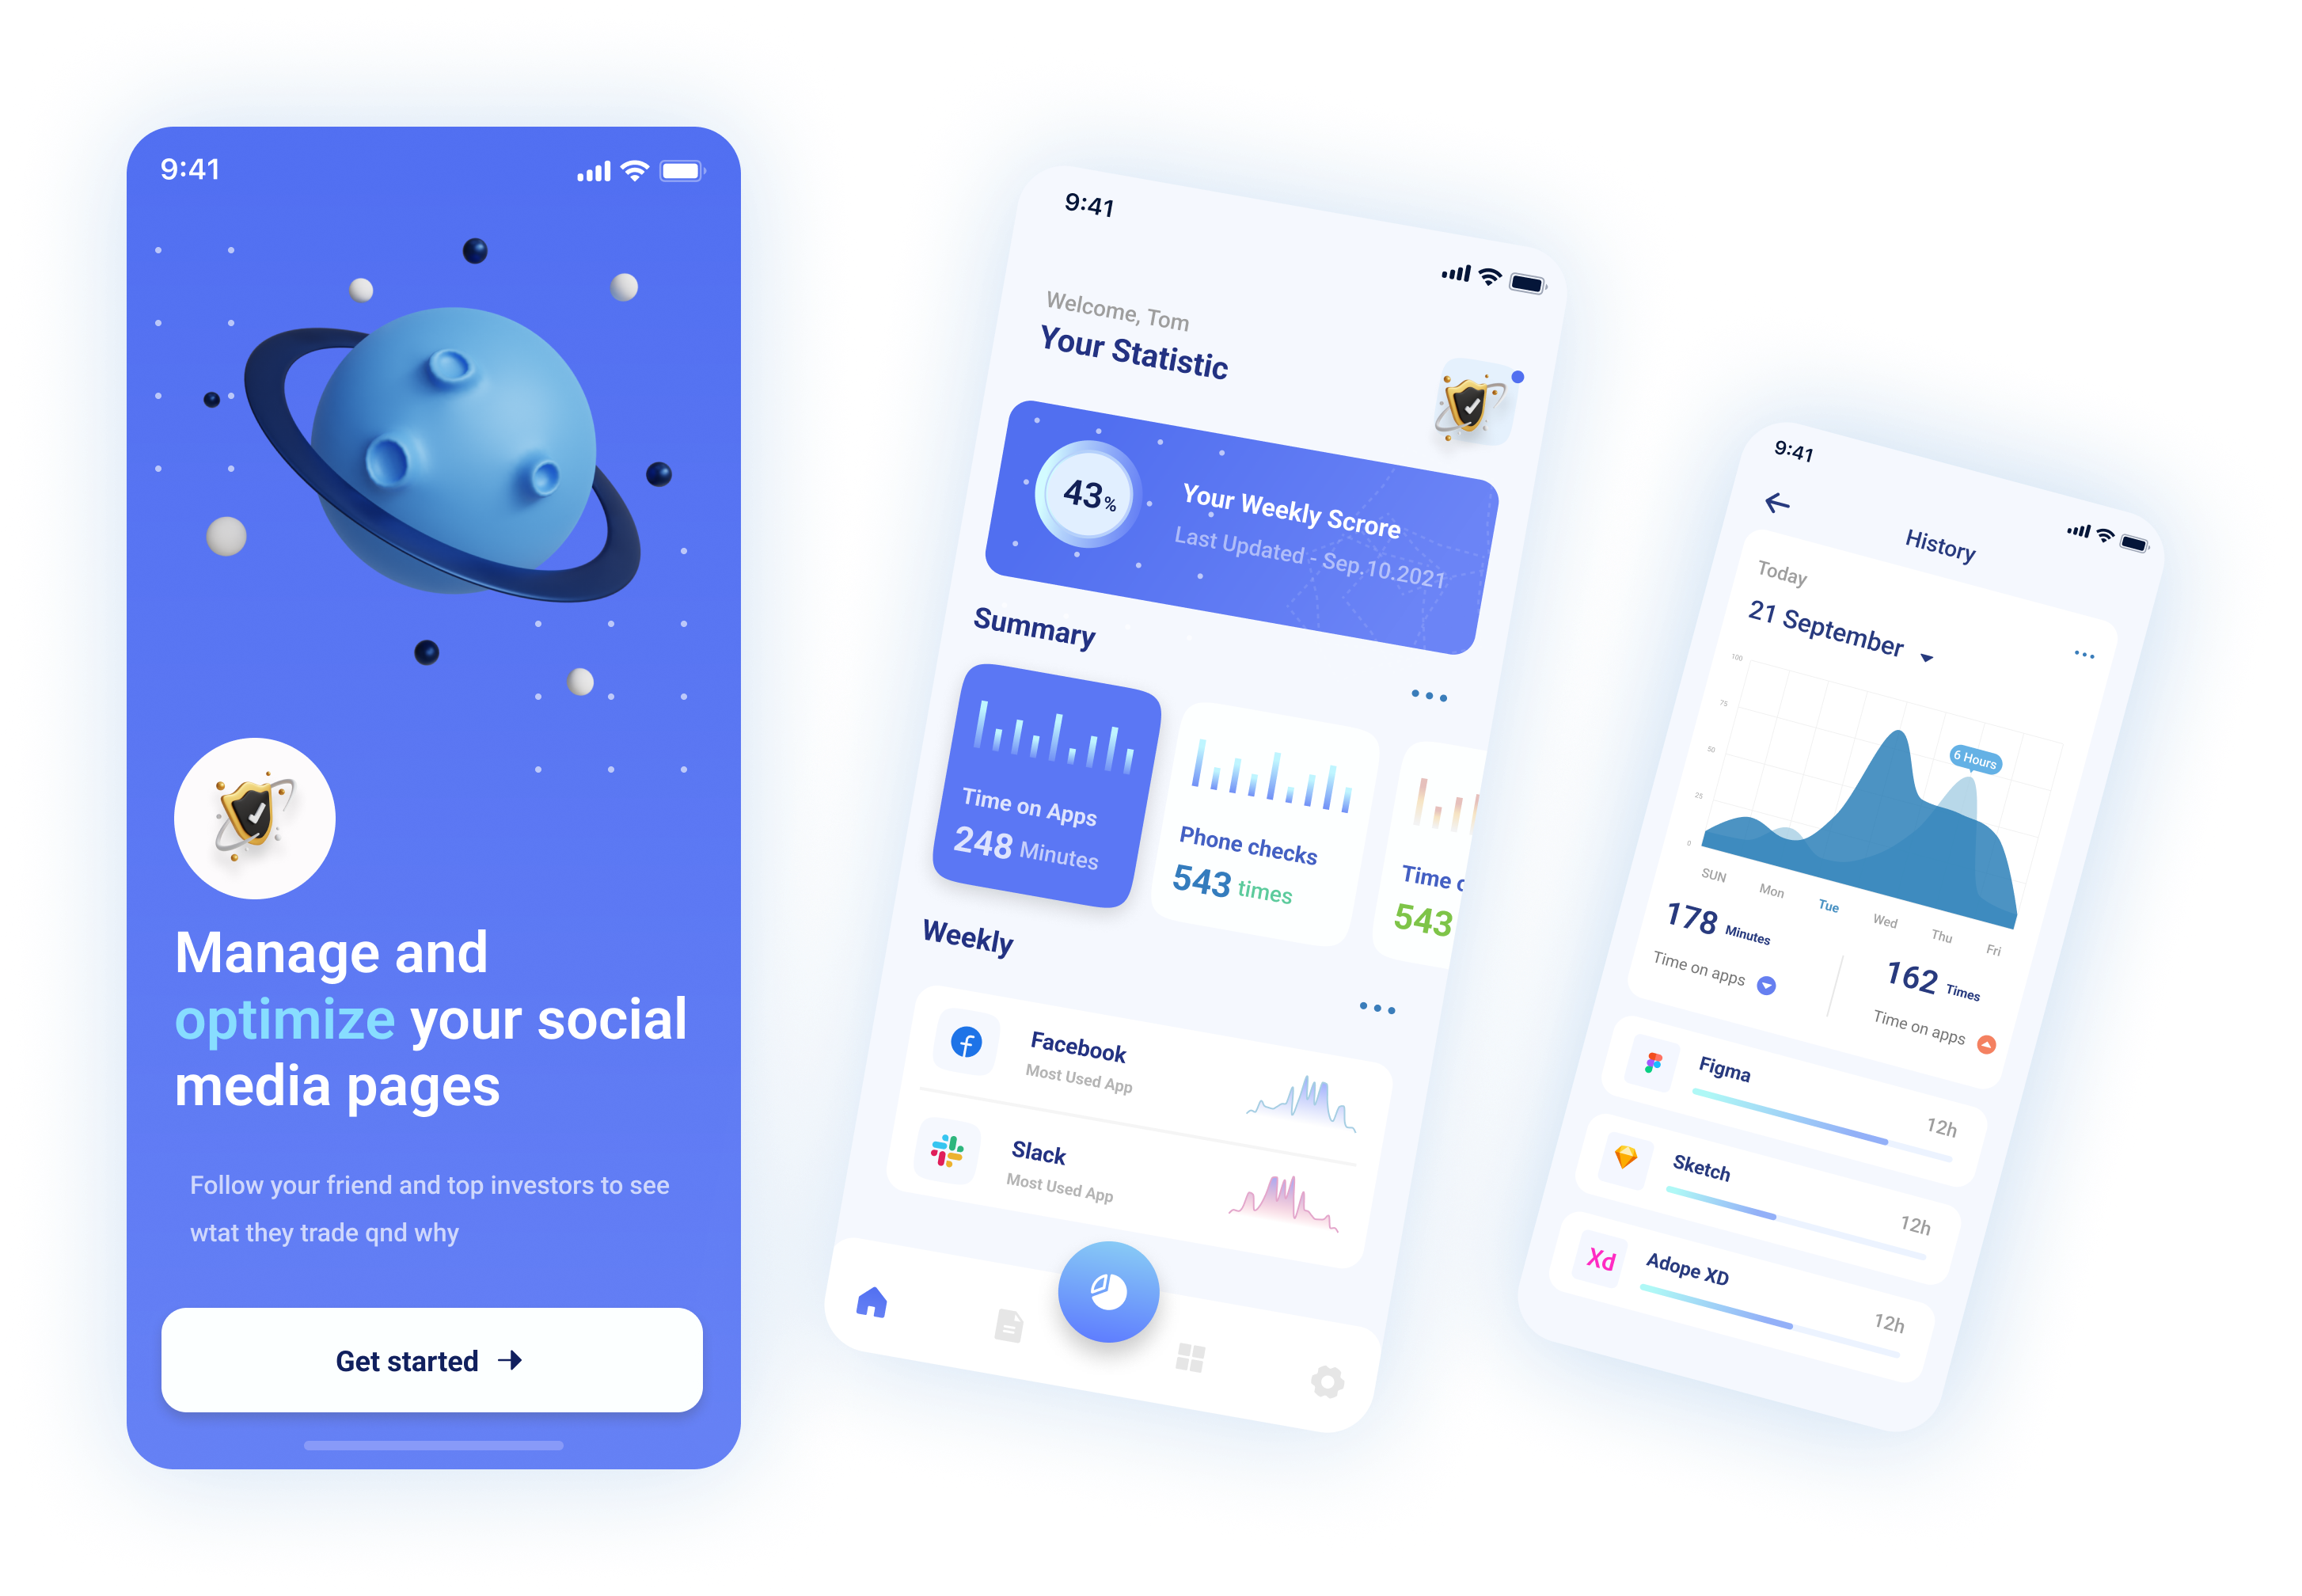 9:41
Manage and
optimize your social
media pages
Follow your friend and top investors to see
wtat they trade qnd why
Get started
9:41
Welcome, Tom
Your Statistic
43%
Your Weekly Scrore
Last Updated - Sep.10.2021
Summary
Time on Apps
248 Minutes
Phone checks
543 times
Time
543
Weekly
Facebook
Most Used App
Slack
Most Used App
9:41
History
Today
21 September
100
75
50
25
0
6 Hours
SUN Mon Tue Wed Thu Fri
178 Minutes
Time on apps
162 Times
Time on apps
Figma
12h
Sketch
12h
Xd
Adope XD
12h